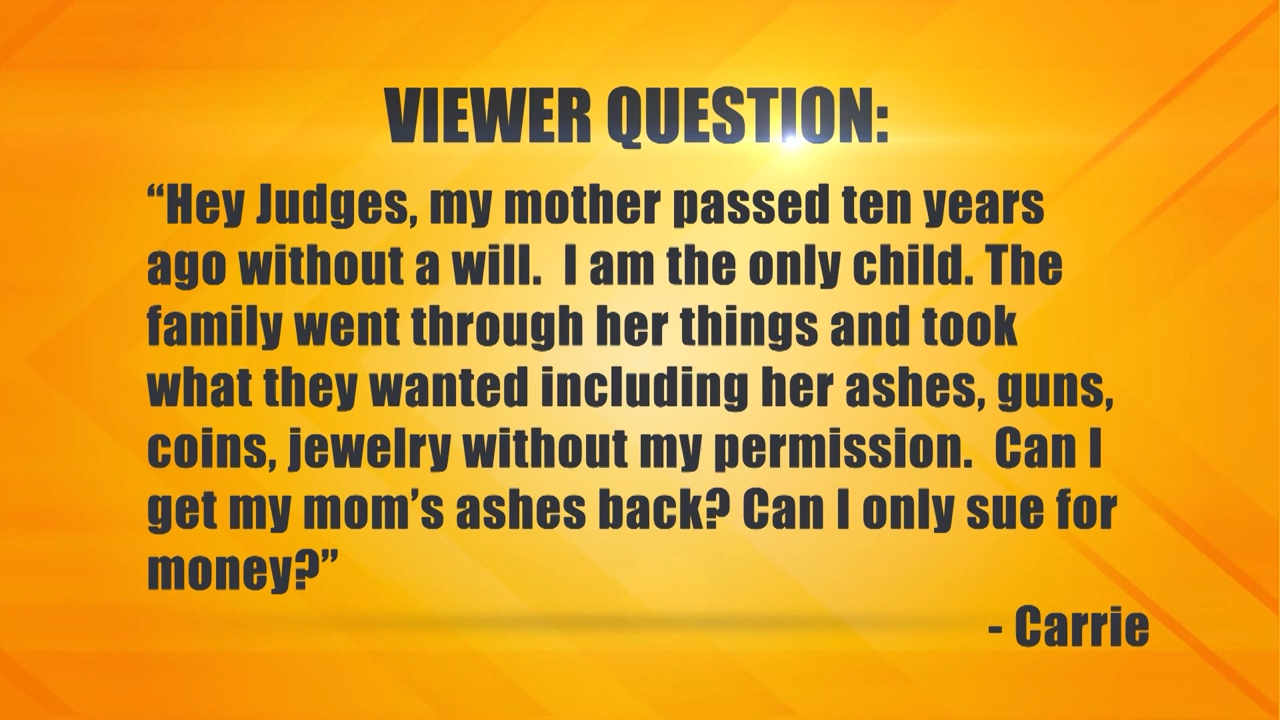 VIEWER QUESTION:
“Hey Judges, my mother passed ten years
ago without a will.  I am the only child. The
family went through her things and took
what they wanted including her ashes, guns,
coins, jewelry without my permission.  Can I
get my mom’s ashes back? Can I only sue for
money?”
- Carrie